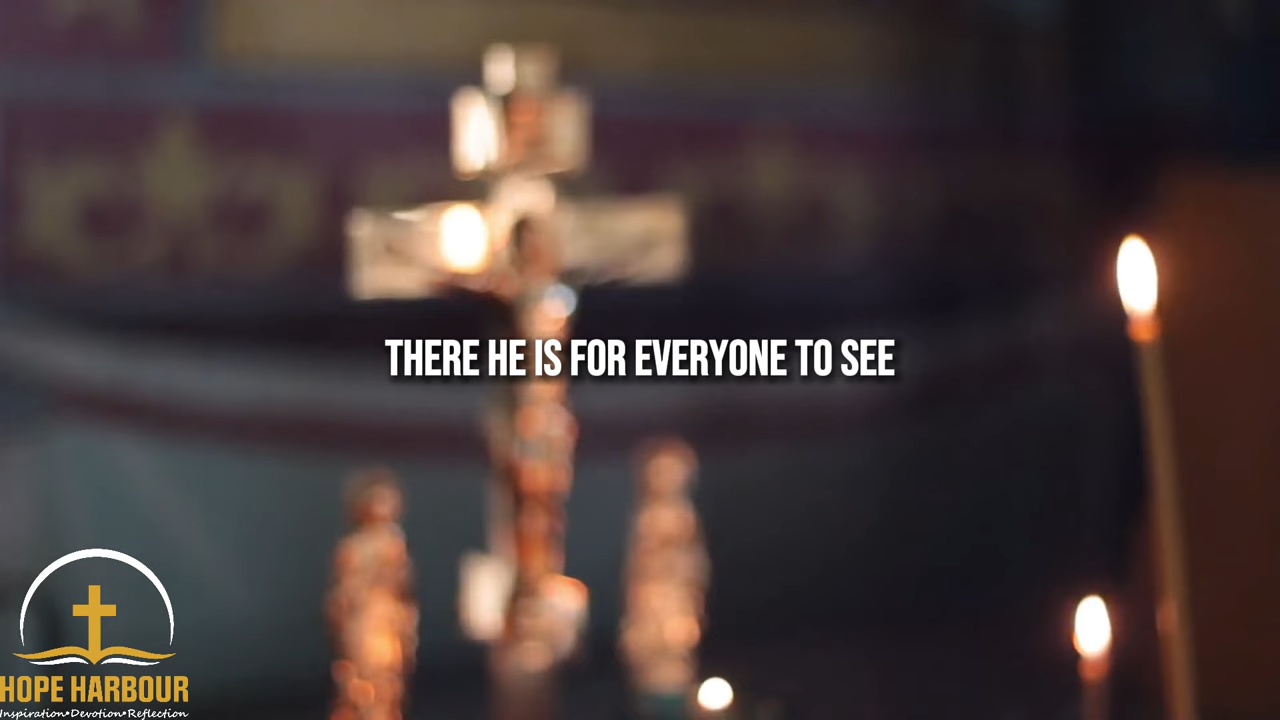 THERE HE IS FOR EVERYONE TO SEE
HOPE HARBOUR
Inspiration•Devotion•Reflection